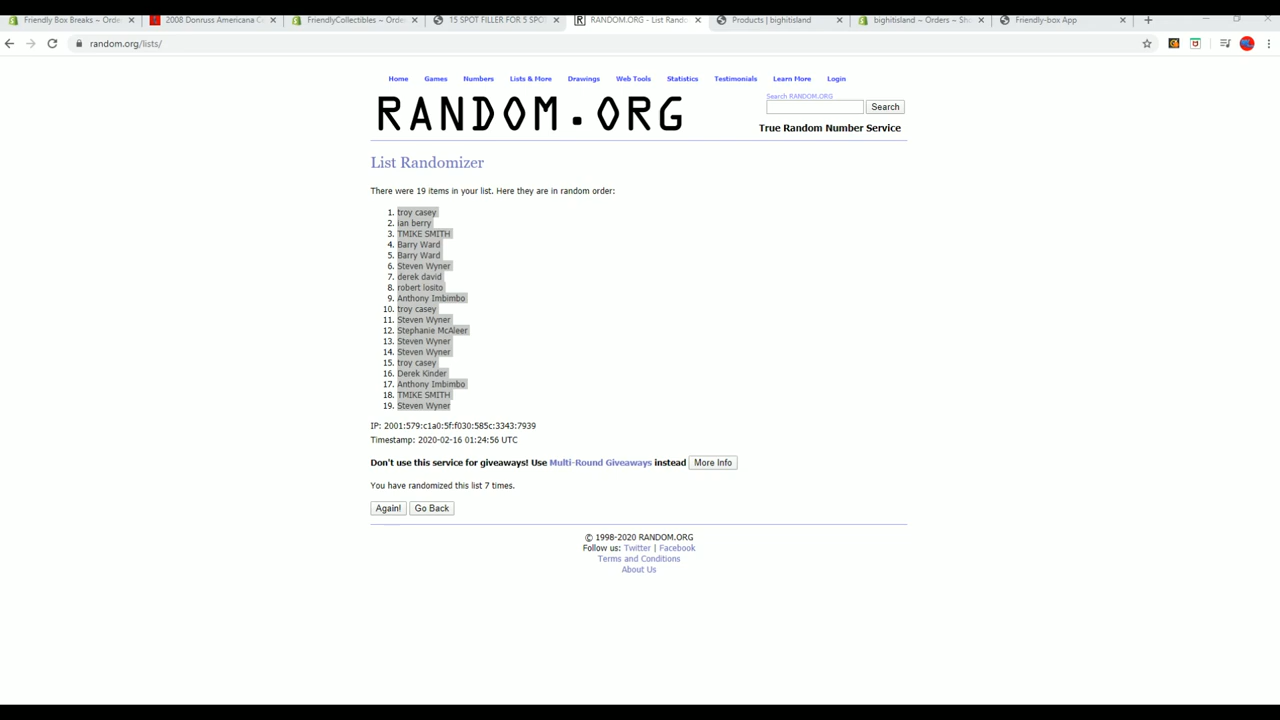 Friendly Box Breaks ~ Orde
2008 Donruss Americana C
FriendlyCollectibles ~ Orde
15 SPOT FILLER FOR 5 SPO
RANDOM.ORG - List Rando
Products | bighitisland
bighitisland ~ Orders ~ Sho
Friendly-box App
random.org/lists/
Home Games Numbers Lists & More Drawings Web Tools Statistics Testimonials Learn More Login
RANDOM.ORG
Search RANDOM.ORG
Search
True Random Number Service
List Randomizer
There were 19 items in your list. Here they are in random order:
1. troy casey
2. ian berry
3. TMIKE SMITH
4. Barry Ward
5. Barry Ward
6. Steven Wyner
7. derek david
8. robert losito
9. Anthony Imbimbo
10. troy casey
11. Steven Wyner
12. Stephanie McAleer
13. Steven Wyner
14. Steven Wyner
15. troy casey
16. Derek Kinder
17. Anthony Imbimbo
18. TMIKE SMITH
19. Steven Wyner
IP: 2001:579:c1a0:5f:f030:585c:3343:7939
Timestamp: 2020-02-16 01:24:56 UTC
Don't use this service for giveaways! Use Multi-Round Giveaways instead More Info
You have randomized this list 7 times.
Again! Go Back
© 1998-2020 RANDOM.ORG
Follow us: Twitter | Facebook
Terms and Conditions
About Us